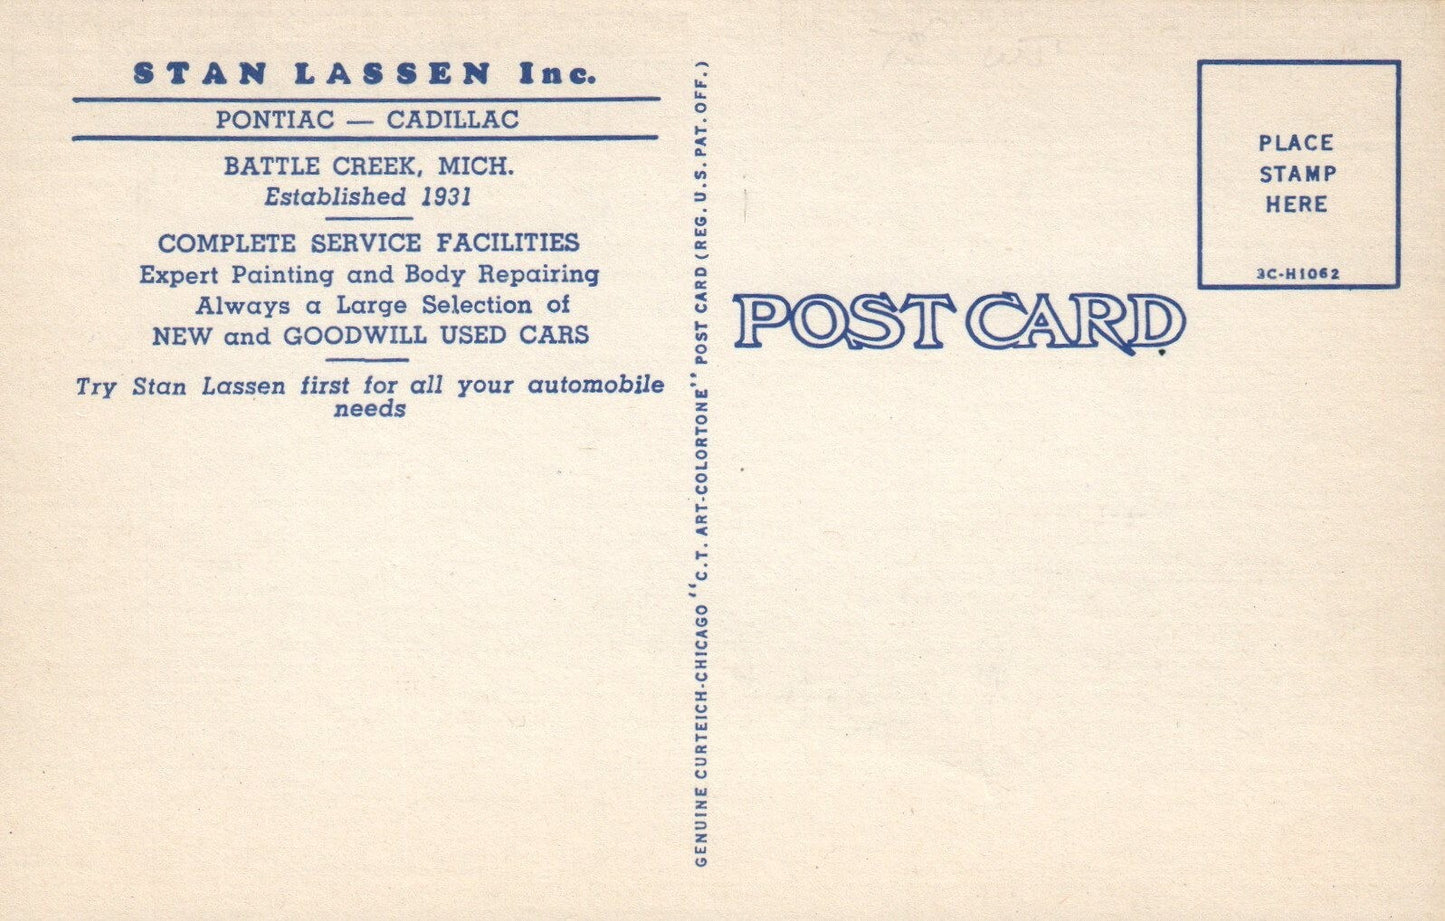 STAN LASSEN Inc.
PONTIAC — CADILLAC
BATTLE CREEK, MICH.
Established 1931
COMPLETE SERVICE FACILITIES
Expert Painting and Body Repairing
Always a Large Selection of
NEW and GOODWILL USED CARS
Try Stan Lassen first for all your automobile
needs
GENUINE CURTEICH-CHICAGO "C.T. ART-COLORTONE" POST CARD (REG. U.S. PAT. OFF.)
POST CARD
PLACE
STAMP
HERE
3C-H1062